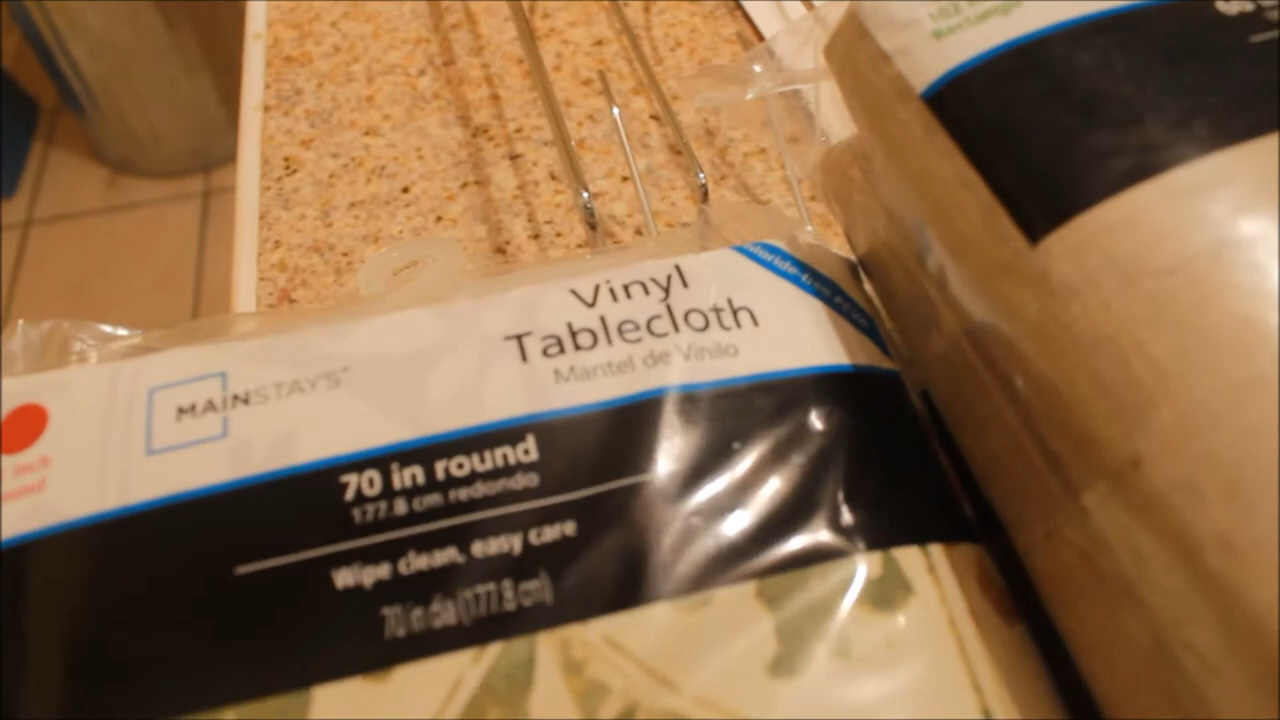 Vinyl
Tablecloth
Mantel de Vinilo
MAINSTAYS
70 in round
177.8 cm redondo
Wipe clean, easy care
70 in dia (177.8 cm)
inch